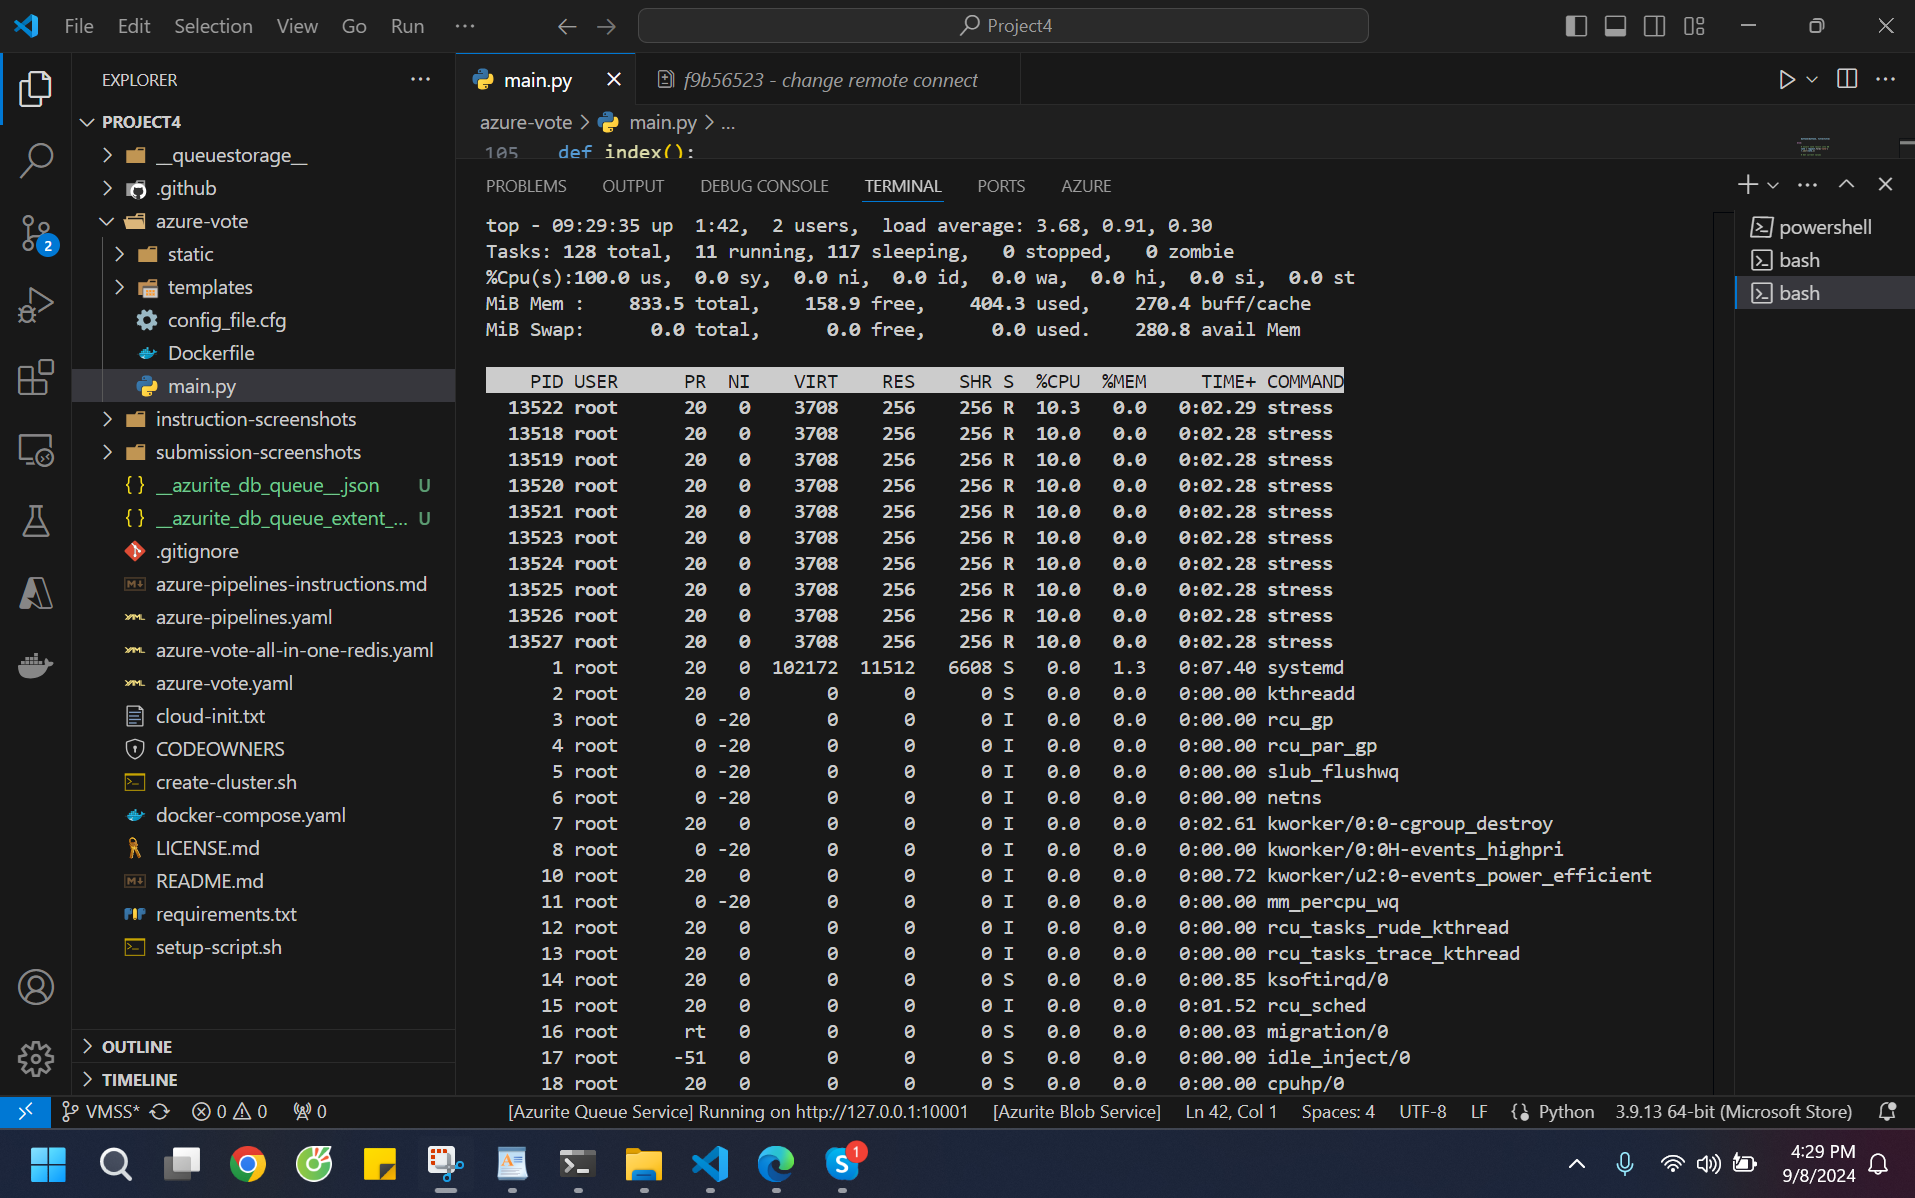 File Edit Selection View Go Run ··· Project4
EXPLORER
PROJECT4
__queuestorage__
.github
azure-vote
static
templates
config_file.cfg
Dockerfile
main.py
instruction-screenshots
submission-screenshots
{} __azurite_db_queue__.json U
{} __azurite_db_queue_extent_... U
.gitignore
azure-pipelines-instructions.md
azure-pipelines.yaml
azure-vote-all-in-one-redis.yaml
azure-vote.yaml
cloud-init.txt
CODEOWNERS
create-cluster.sh
docker-compose.yaml
LICENSE.md
README.md
requirements.txt
setup-script.sh
OUTLINE
TIMELINE
2
main.py f9b56523 - change remote connect
azure-vote > main.py > ...
105 def index():
PROBLEMS OUTPUT DEBUG CONSOLE TERMINAL PORTS AZURE
top - 09:29:35 up 1:42, 2 users, load average: 3.68, 0.91, 0.30
Tasks: 128 total, 11 running, 117 sleeping, 0 stopped, 0 zombie
%Cpu(s):100.0 us, 0.0 sy, 0.0 ni, 0.0 id, 0.0 wa, 0.0 hi, 0.0 si, 0.0 st
MiB Mem : 833.5 total, 158.9 free, 404.3 used, 270.4 buff/cache
MiB Swap: 0.0 total, 0.0 free, 0.0 used. 280.8 avail Mem
PID USER PR NI VIRT RES SHR S %CPU %MEM TIME+ COMMAND
13522 root 20 0 3708 256 256 R 10.3 0.0 0:02.29 stress
13518 root 20 0 3708 256 256 R 10.0 0.0 0:02.28 stress
13519 root 20 0 3708 256 256 R 10.0 0.0 0:02.28 stress
13520 root 20 0 3708 256 256 R 10.0 0.0 0:02.28 stress
13521 root 20 0 3708 256 256 R 10.0 0.0 0:02.28 stress
13523 root 20 0 3708 256 256 R 10.0 0.0 0:02.28 stress
13524 root 20 0 3708 256 256 R 10.0 0.0 0:02.28 stress
13525 root 20 0 3708 256 256 R 10.0 0.0 0:02.28 stress
13526 root 20 0 3708 256 256 R 10.0 0.0 0:02.28 stress
13527 root 20 0 3708 256 256 R 10.0 0.0 0:02.28 stress
1 root 20 0 102172 11512 6608 S 0.0 1.3 0:07.40 systemd
2 root 20 0 0 0 0 S 0.0 0.0 0:00.00 kthreadd
3 root 0 -20 0 0 0 I 0.0 0.0 0:00.00 rcu_gp
4 root 0 -20 0 0 0 I 0.0 0.0 0:00.00 rcu_par_gp
5 root 0 -20 0 0 0 I 0.0 0.0 0:00.00 slub_flushwq
6 root 0 -20 0 0 0 I 0.0 0.0 0:00.00 netns
7 root 20 0 0 0 0 I 0.0 0.0 0:02.61 kworker/0:0-cgroup_destroy
8 root 0 -20 0 0 0 I 0.0 0.0 0:00.00 kworker/0:0H-events_highpri
10 root 20 0 0 0 0 I 0.0 0.0 0:00.72 kworker/u2:0-events_power_efficient
11 root 0 -20 0 0 0 I 0.0 0.0 0:00.00 mm_percpu_wq
12 root 20 0 0 0 0 I 0.0 0.0 0:00.00 rcu_tasks_rude_kthread
13 root 20 0 0 0 0 I 0.0 0.0 0:00.00 rcu_tasks_trace_kthread
14 root 20 0 0 0 0 S 0.0 0.0 0:00.85 ksoftirqd/0
15 root 20 0 0 0 0 I 0.0 0.0 0:01.52 rcu_sched
16 root rt 0 0 0 0 S 0.0 0.0 0:00.03 migration/0
17 root -51 0 0 0 0 S 0.0 0.0 0:00.00 idle_inject/0
18 root 20 0 0 0 0 S 0.0 0.0 0:00.00 cpuhp/0
powershell
bash
bash
VMSS* 0 0 0 [Azurite Queue Service] Running on http://127.0.0.1:10001 [Azurite Blob Service] Ln 42, Col 1 Spaces: 4 UTF-8 LF Python 3.9.13 64-bit (Microsoft Store)
1
4:29 PM
9/8/2024